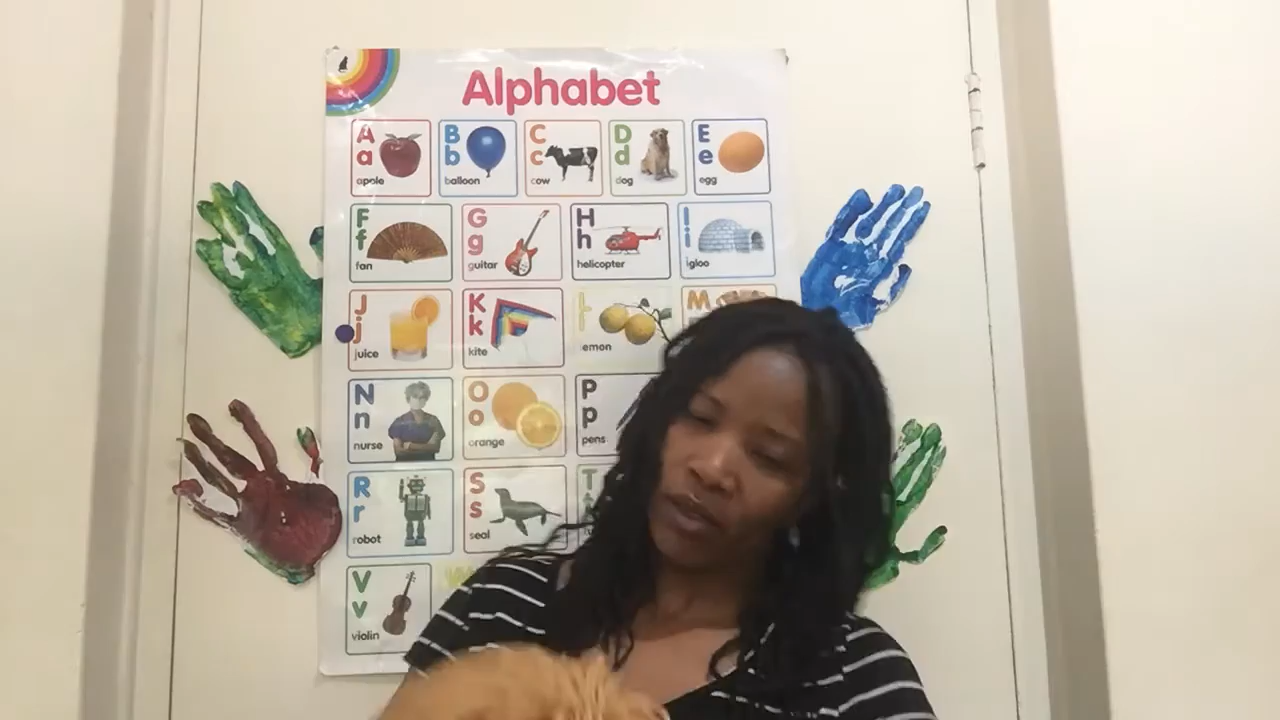 Alphabet
A a apple
B b balloon
C c cow
D d dog
E e egg
F f fan
G g guitar
H h helicopter
I i igloo
J j juice
K k kite
l lemon
M
N n nurse
O o orange
P p pens
R r robot
S s seal
T t
V v violin
W